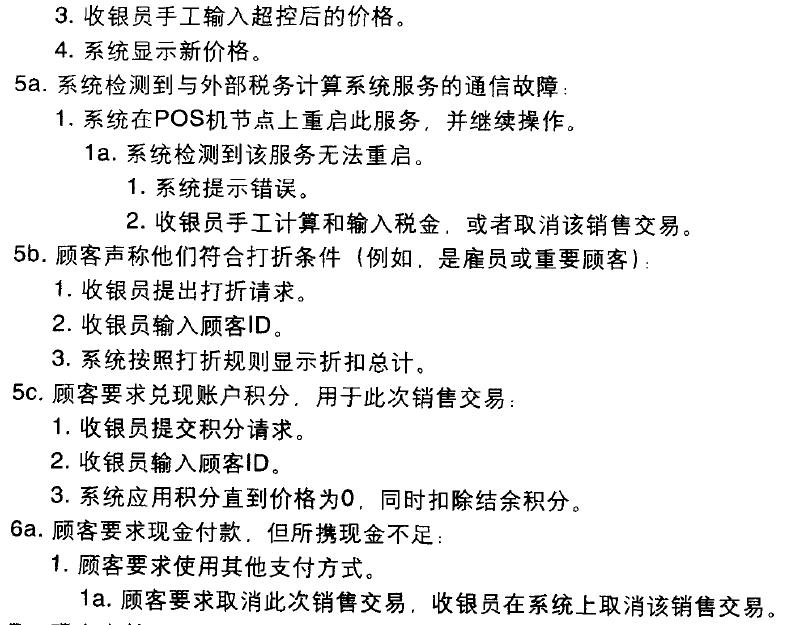 3. 收银员手工输入超控后的价格。
4. 系统显示新价格。
5a. 系统检测到与外部税务计算系统服务的通信故障:
1. 系统在POS机节点上重启此服务，并继续操作。
1a. 系统检测到该服务无法重启。
1. 系统提示错误。
2. 收银员手工计算和输入税金，或者取消该销售交易。
5b. 顾客声称他们符合打折条件（例如，是雇员或重要顾客）:
1. 收银员提出打折请求。
2. 收银员输入顾客ID。
3. 系统按照打折规则显示折扣总计。
5c. 顾客要求兑现账户积分，用于此次销售交易:
1. 收银员提交积分请求。
2. 收银员输入顾客ID。
3. 系统应用积分直到价格为0，同时扣除结余积分。
6a. 顾客要求现金付款，但所携现金不足:
1. 顾客要求使用其他支付方式。
1a. 顾客要求取消此次销售交易，收银员在系统上取消该销售交易。